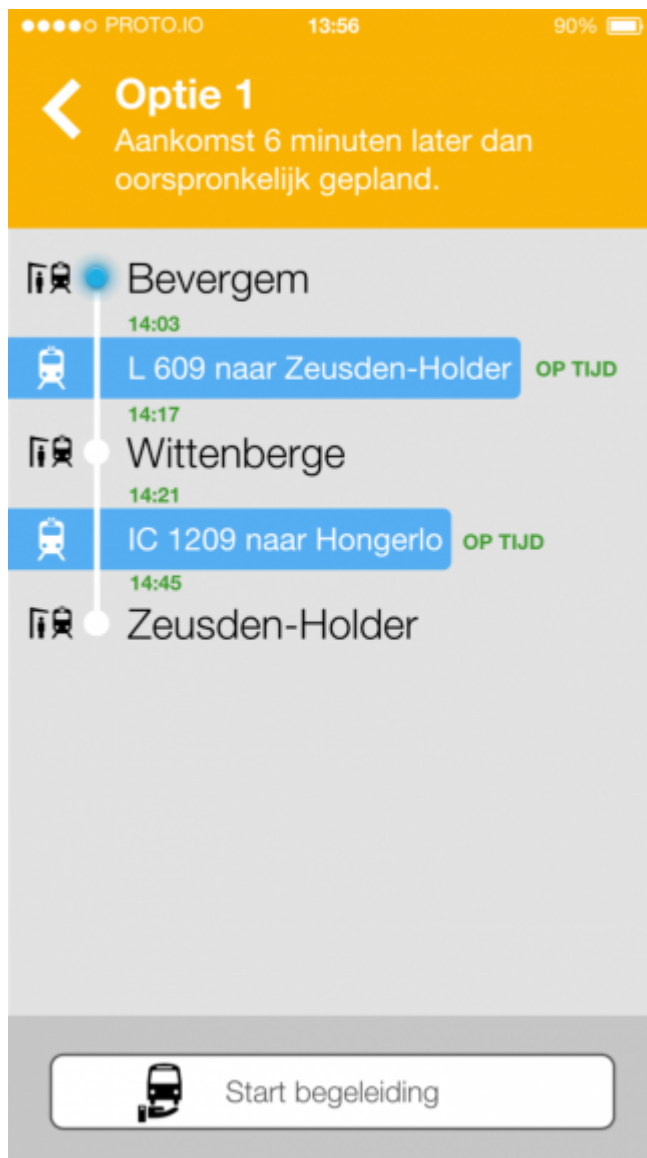 PROTO.IO 13:56 90%
Optie 1
Aankomst 6 minuten later dan
oorspronkelijk gepland.
Bevergem
14:03
L 609 naar Zeusden-Holder OP TIJD
14:17
Wittenberge
14:21
IC 1209 naar Hongerlo OP TIJD
14:45
Zeusden-Holder
Start begeleiding